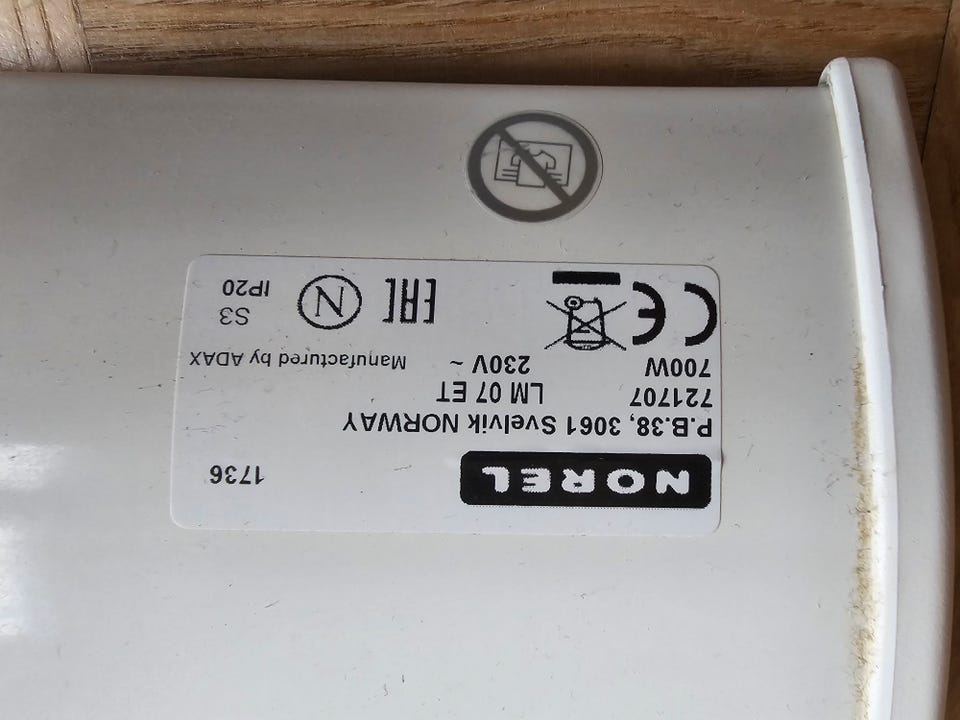 NOREL 1736
P.B.38, 3061 Svelvik NORWAY
721707 LM 07 ET
700W 230V ~ Manufactured by ADAX
CE EAC N S3
IP20